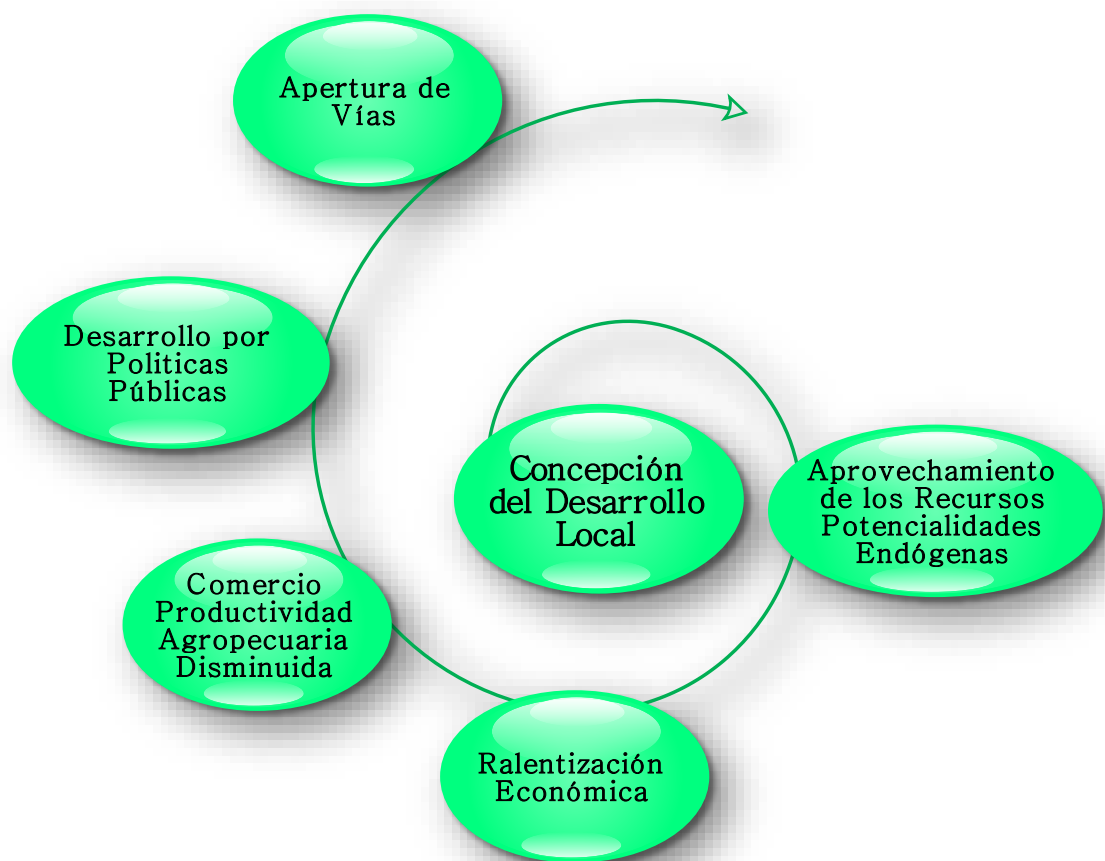 Apertura de
Vías
Desarrollo por
Politicas
Públicas
Concepción
del Desarrollo
Local
Aprovechamiento
de los Recursos
Potencialidades
Endógenas
Comercio
Productividad
Agropecuaria
Disminuida
Ralentización
Económica